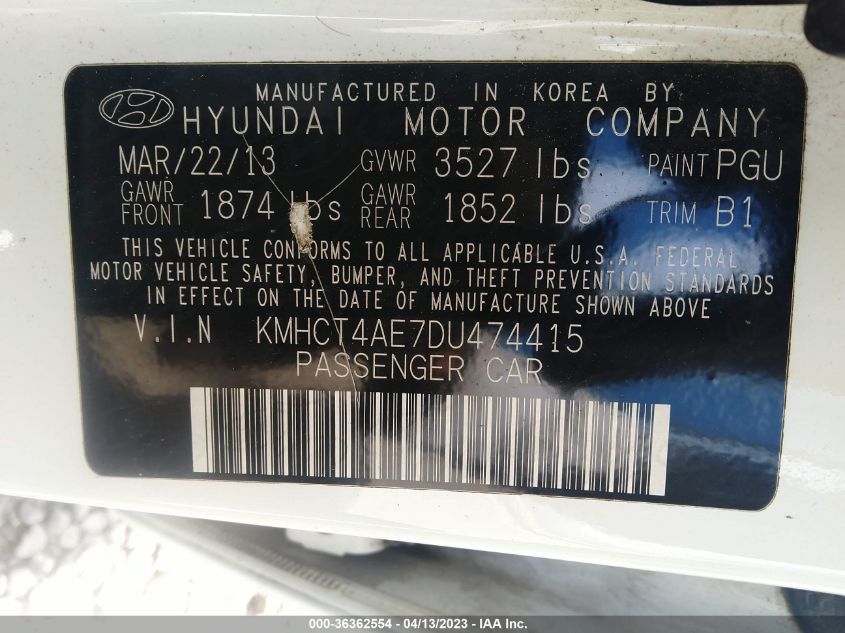 MANUFACTURED IN KOREA BY
HYUNDAI MOTOR COMPANY
MAR/22/13 GVWR 3527 lbs PAINT PGU
GAWR FRONT 1874 lbs GAWR REAR 1852 lbs TRIM B1
THIS VEHICLE CONFORMS TO ALL APPLICABLE U.S.A. FEDERAL
MOTOR VEHICLE SAFETY, BUMPER, AND THEFT PREVENTION STANDARDS
IN EFFECT ON THE DATE OF MANUFACTURE SHOWN ABOVE
V.I.N KMHCT4AE7DU474415
PASSENGER CAR
000-36362554 - 04/13/2023 - IAA Inc.